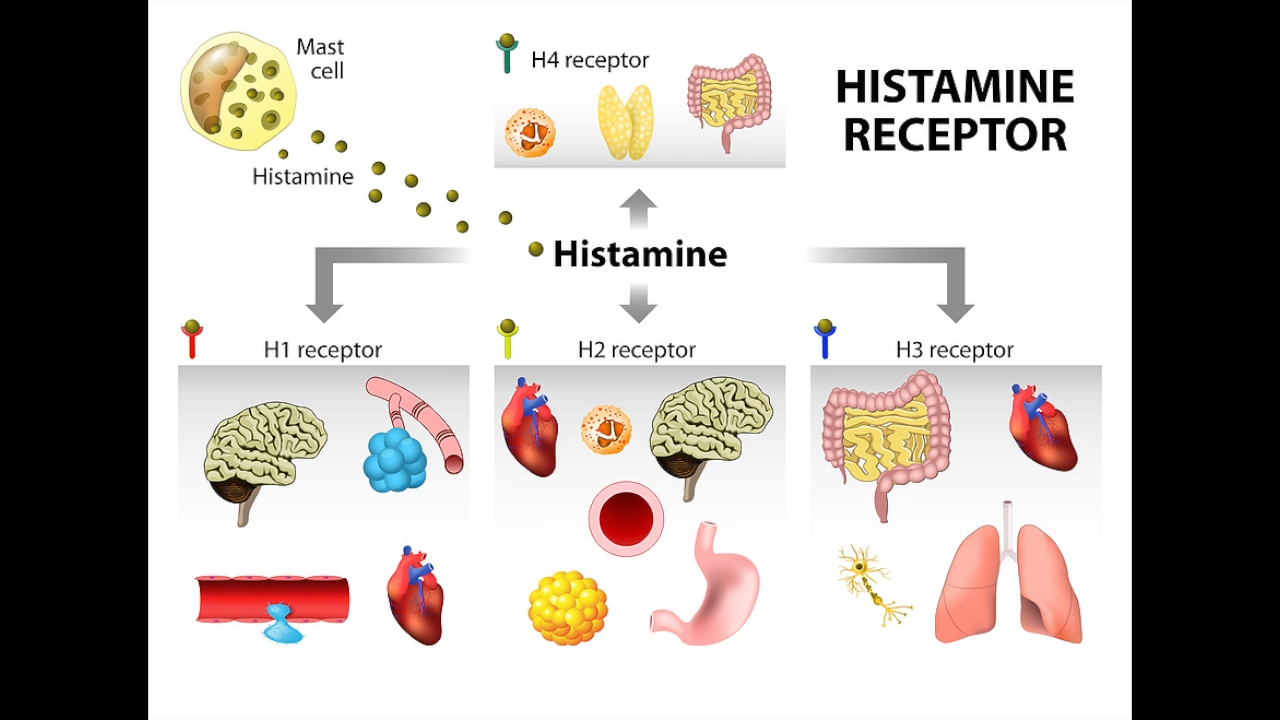 Mast
cell
Histamine
H4 receptor
HISTAMINE
RECEPTOR
Histamine
H1 receptor
H2 receptor
H3 receptor